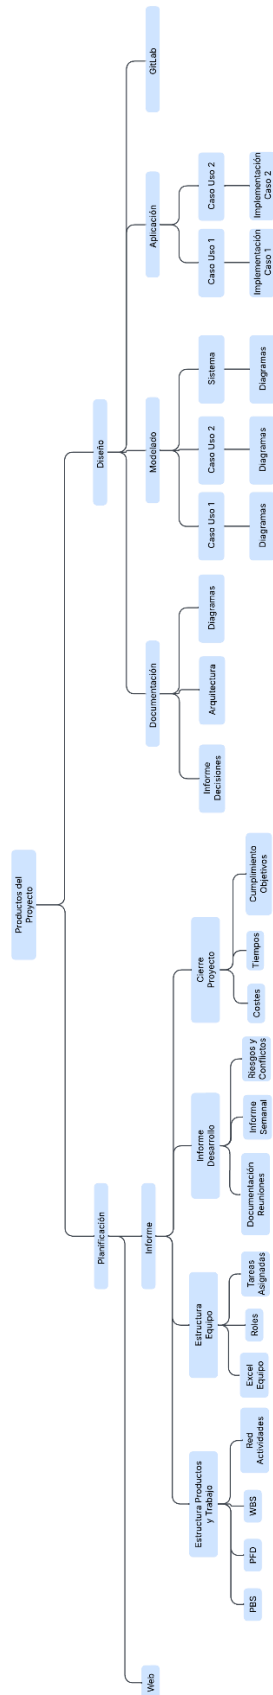 Productos del
Proyecto
Planificación
Diseño
Web
Informe
Documentación
Modelado
Aplicación
GitLab
Estructura Productos
y Trabajo
Estructura
Equipo
Informe
Desarrollo
Cierre
Proyecto
Informe
Decisiones
Arquitectura
Diagramas
Caso Uso 1
Caso Uso 2
Sistema
Caso Uso 1
Caso Uso 2
PBS
PFD
WBS
Red
Actividades
Excel
Equipo
Roles
Tareas
Asignadas
Documentación
Reuniones
Informe
Semanal
Riesgos y
Conflictos
Costes
Tiempos
Cumplimiento
Objetivos
Diagramas
Diagramas
Diagramas
Implementación
Caso 1
Implementación
Caso 2